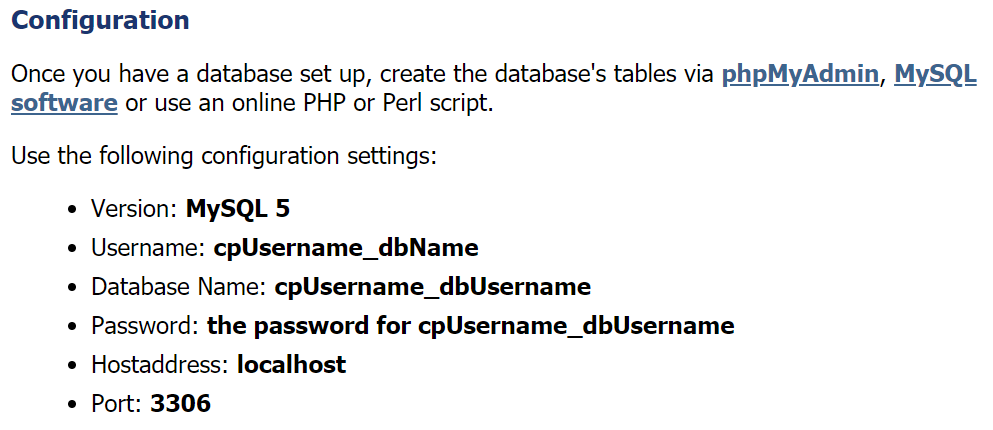 Configuration
Once you have a database set up, create the database's tables via phpMyAdmin, MySQL
software or use an online PHP or Perl script.
Use the following configuration settings:
• Version: MySQL 5
• Username: cpUsername_dbName
• Database Name: cpUsername_dbUsername
• Password: the password for cpUsername_dbUsername
• Hostaddress: localhost
• Port: 3306